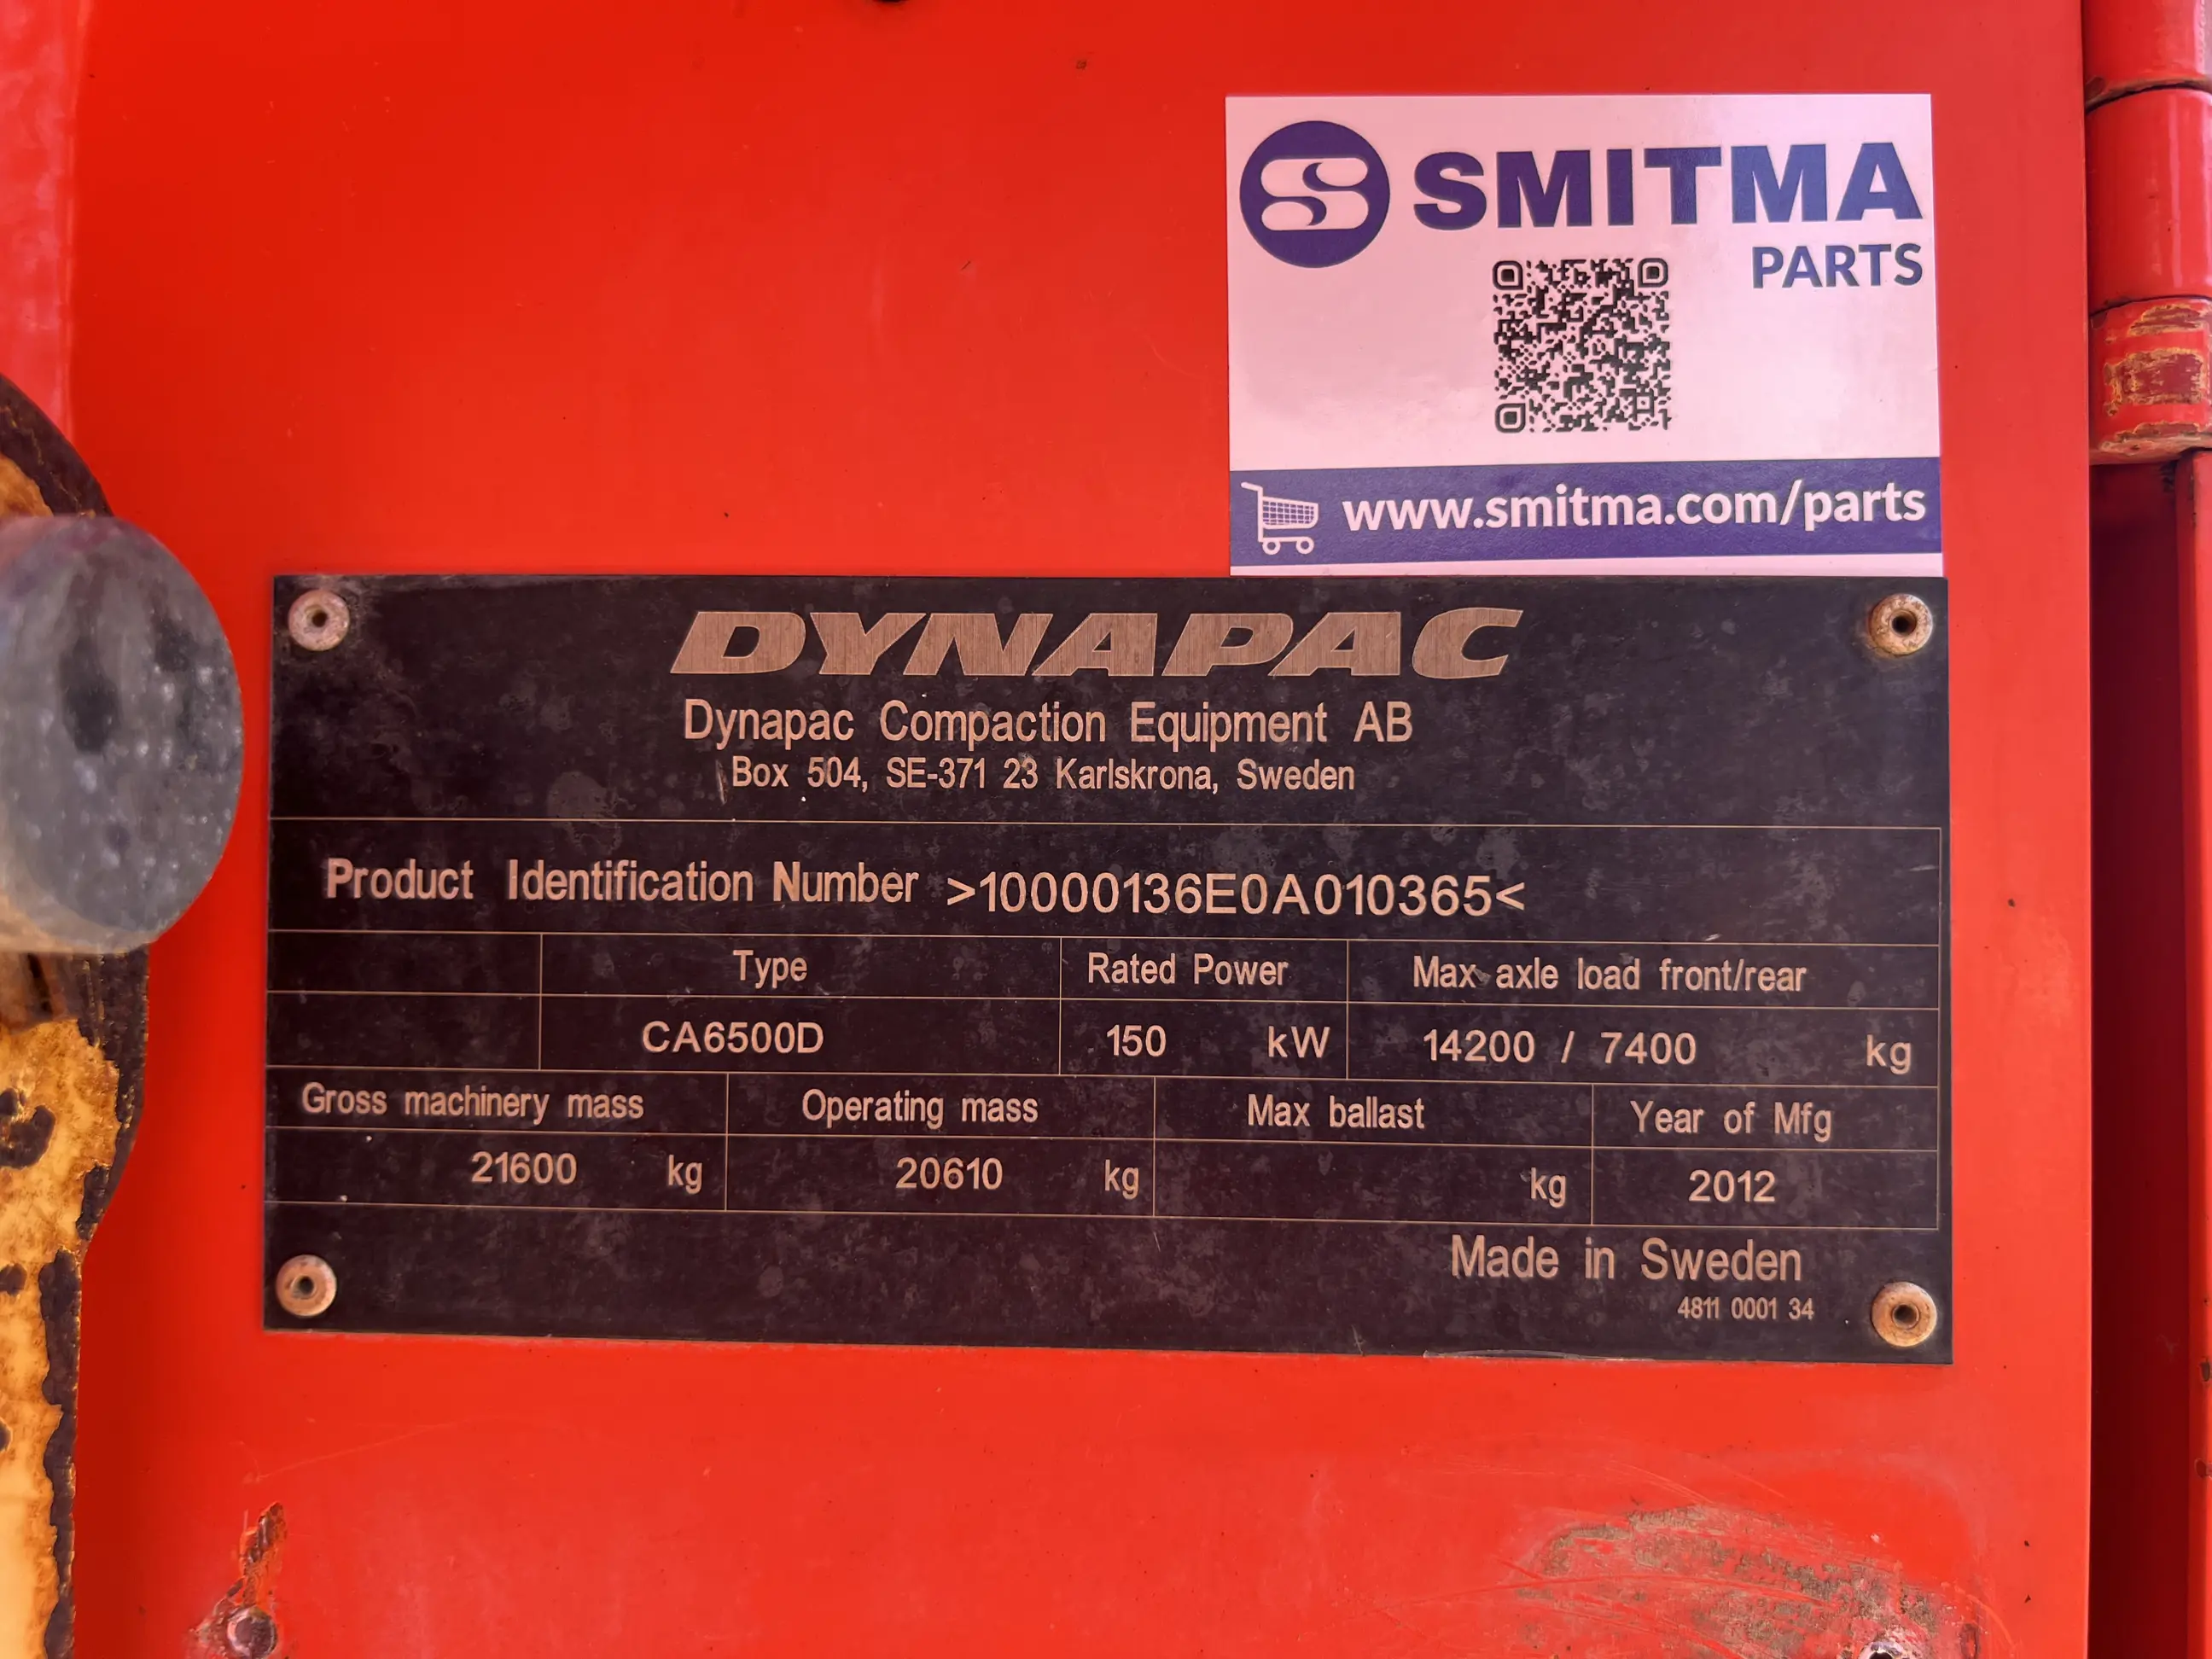 SMITMA
PARTS
www.smitma.com/parts
DYNAPAC
Dynapac Compaction Equipment AB
Box 504, SE-371 23 Karlskrona, Sweden
Product Identification Number >10000136E0A010365<
Type Rated Power Max axle load front/rear
CA6500D 150 kW 14200 / 7400 kg
Gross machinery mass Operating mass Max ballast Year of Mfg
21600 kg 20610 kg kg 2012
Made in Sweden
4811 0001 34